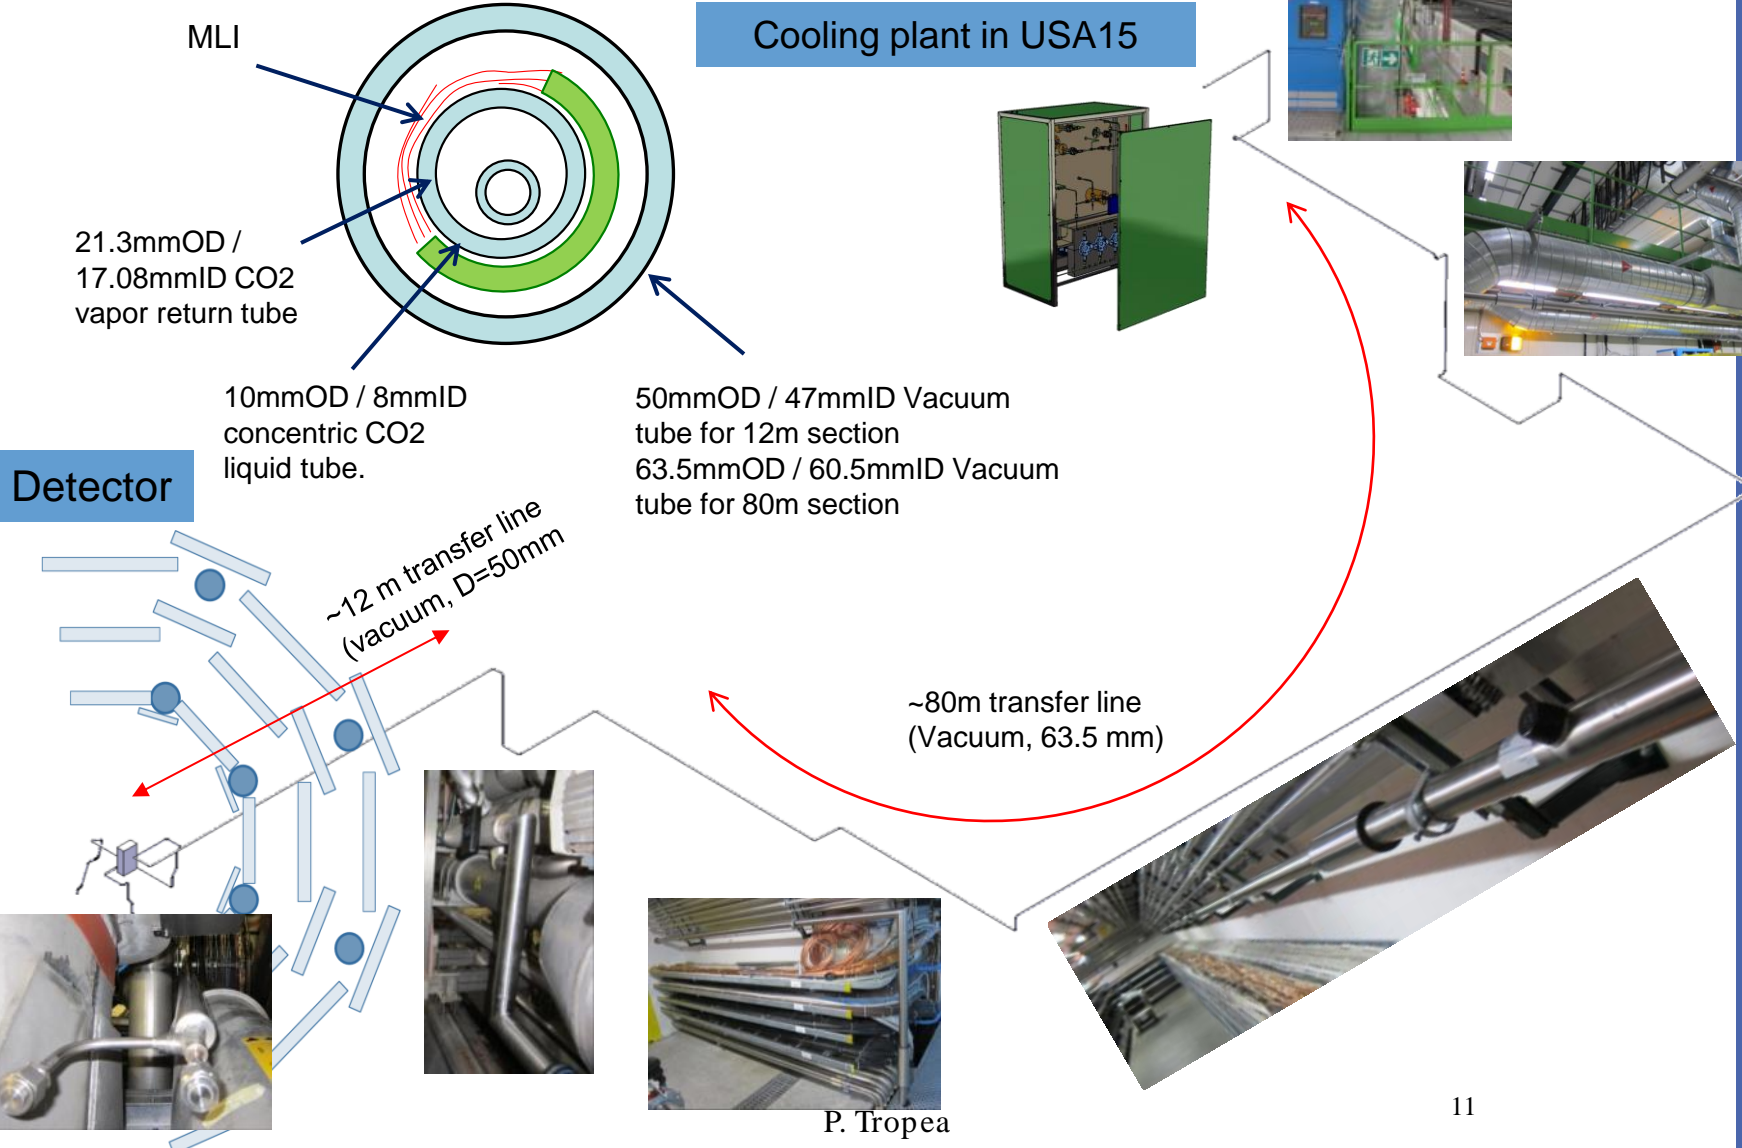 MLI
Cooling plant in USA15
21.3mmOD /
17.08mmID CO2
vapor return tube
10mmOD / 8mmID
concentric CO2
liquid tube.
50mmOD / 47mmID Vacuum
tube for 12m section
63.5mmOD / 60.5mmID Vacuum
tube for 80m section
Detector
~12 m transfer line
(vacuum, D=50mm
~80m transfer line
(Vacuum, 63.5 mm)
P. Tropea
11